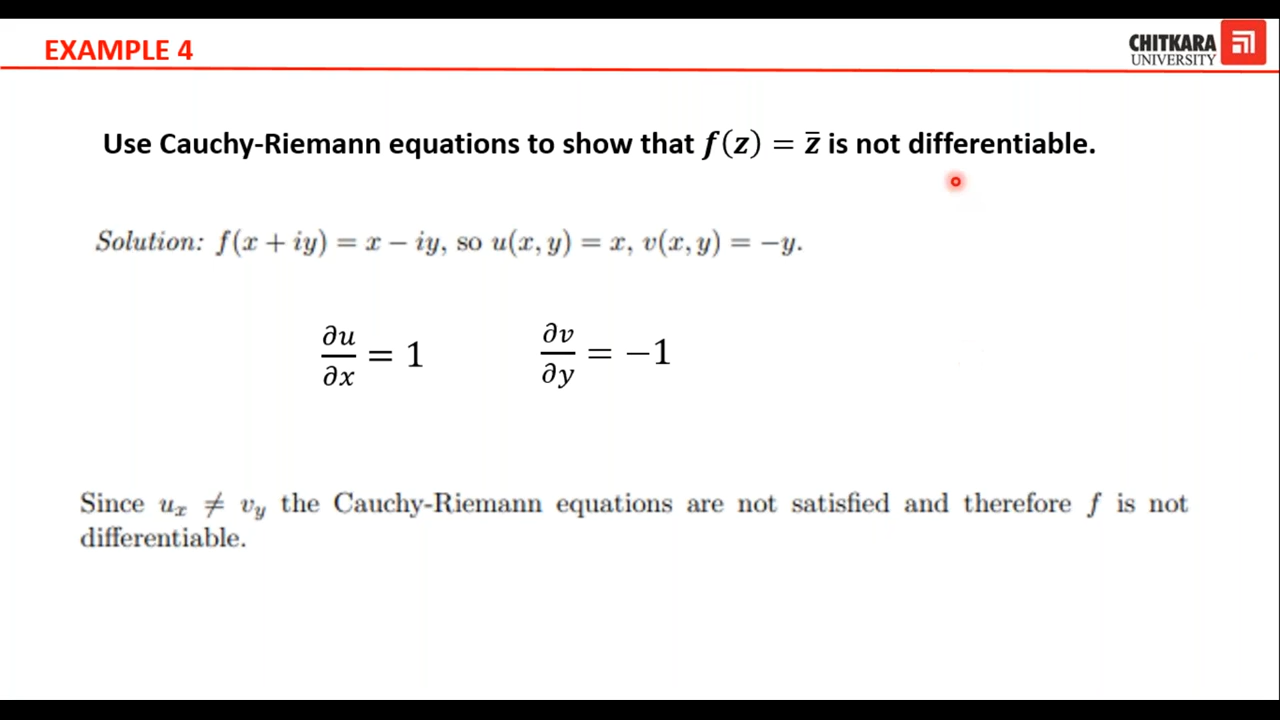 EXAMPLE 4
CHITKARA
UNIVERSITY
Use Cauchy-Riemann equations to show that f(z) = z̄ is not differentiable.
Solution: f(x + iy) = x − iy, so u(x, y) = x, v(x, y) = −y.
∂u/∂x = 1 ∂v/∂y = −1
Since uₓ ≠ v_y the Cauchy-Riemann equations are not satisfied and therefore f is not
differentiable.